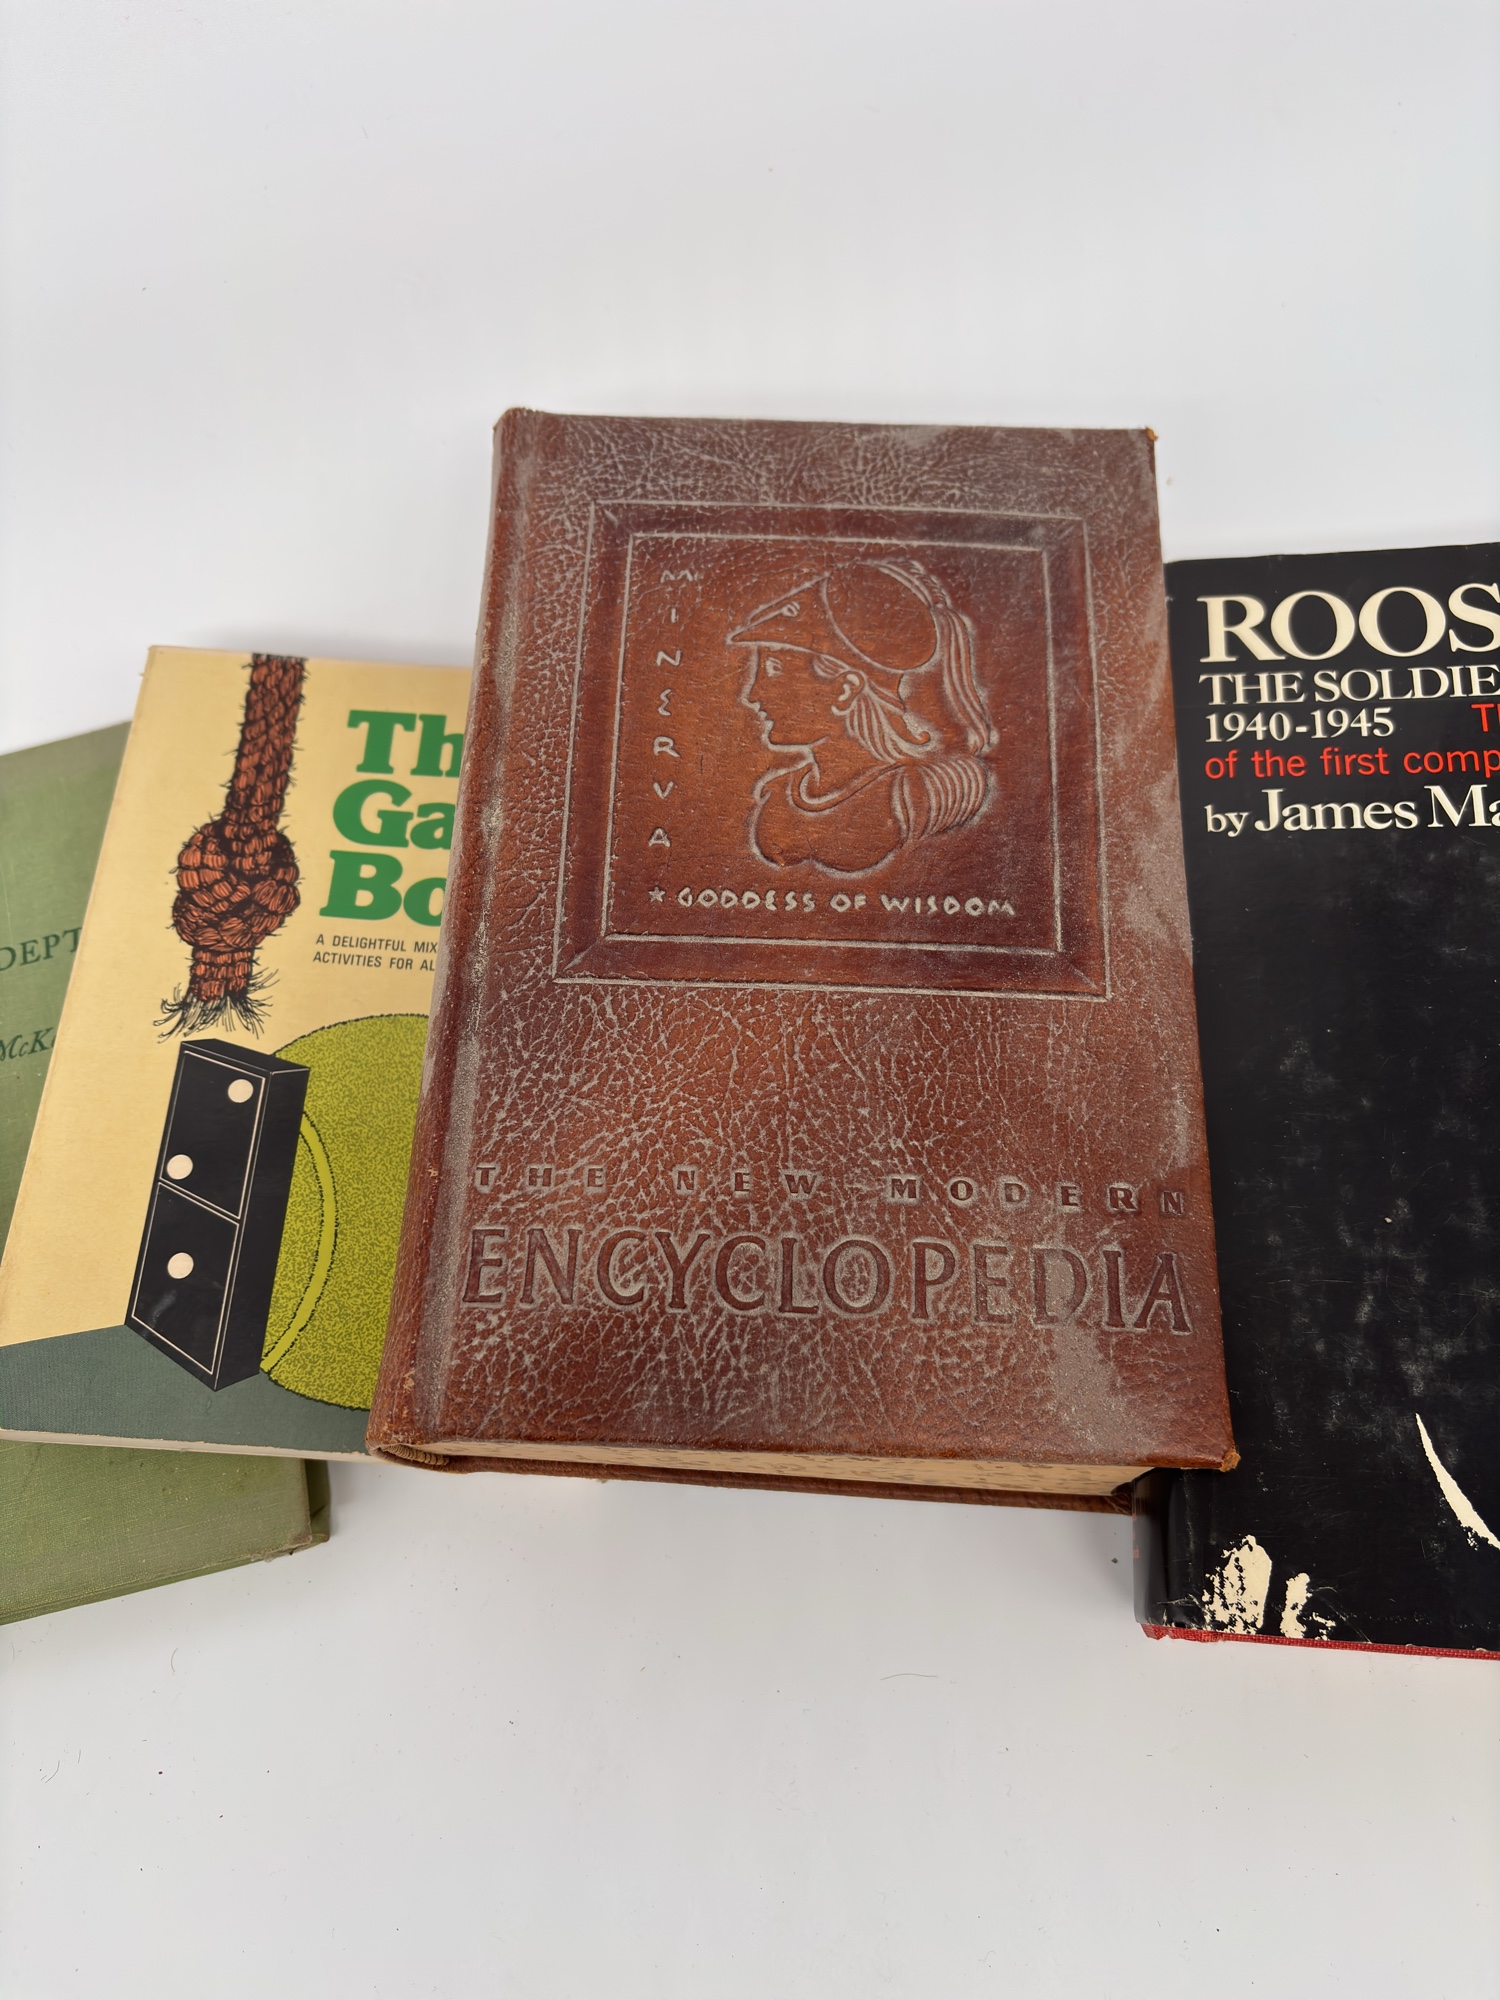 DEPT
McK
Th
Ga
Bo
A DELIGHTFUL MIX
ACTIVITIES FOR AL
MINERVA
★ GODDESS OF WISDOM
THE NEW MODERN
ENCYCLOPEDIA
ROOS
THE SOLDIE
1940-1945 Th
of the first comp
by James Ma